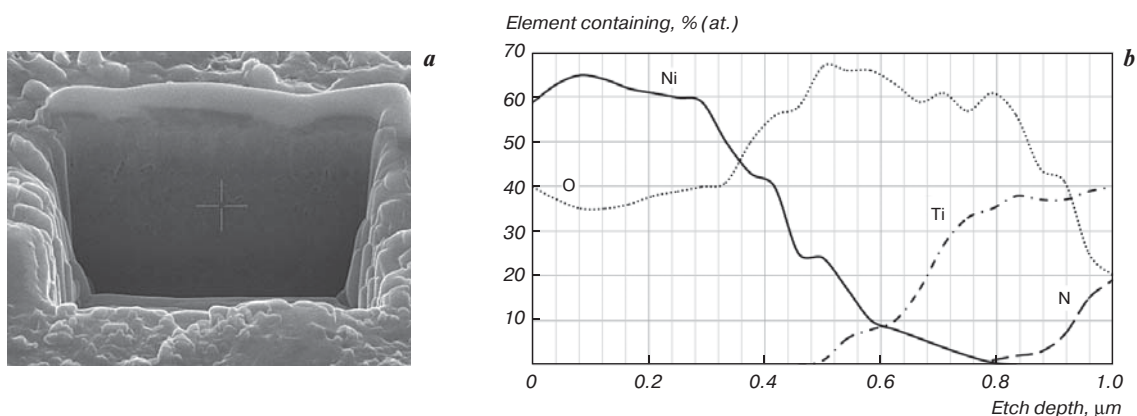 a
Element containing, % (at.)
b
70
60
50
40
30
20
10
Ni
O
Ti
N
0 0.2 0.4 0.6 0.8 1.0
Etch depth, μm